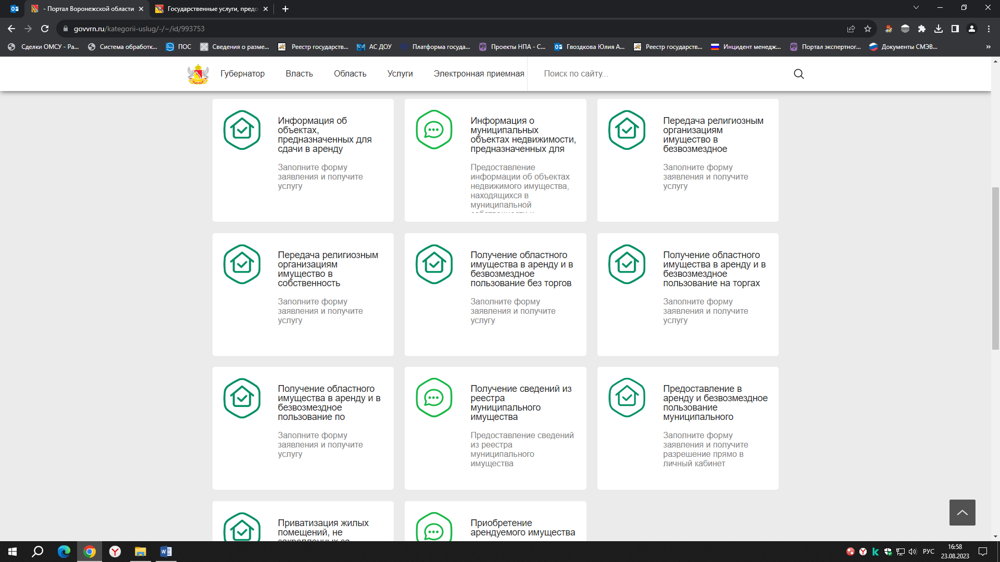 - Портал Воронежской области
Государственные услуги, предо
govvrn.ru/kategorii-uslug/-/~/id/993753
Сделки ОМСУ - Ра...
Система обработк...
ПОС
Сведения о разме...
Реестр государств...
АС ДОУ
Платформа госуда...
Проекты НПА - С...
Гвоздкова Юлия А...
Реестр государств...
Инцидент менедж...
Портал экспертног...
Документы СМЭВ...
Губернатор
Власть
Область
Услуги
Электронная приемная
Поиск по сайту...
Информация об
объектах,
предназначенных для
сдачи в аренду
Заполните форму
заявления и получите
услугу
Информация о
муниципальных
объектах недвижимости,
предназначенных для
Предоставление
информации об объектах
недвижимого имущества,
находящихся в
муниципальной
Передача религиозным
организациям
имущество в
безвозмездное
Заполните форму
заявления и получите
услугу
Передача религиозным
организациям
имущество в
собственность
Заполните форму
заявления и получите
услугу
Получение областного
имущества в аренду и в
безвозмездное
пользование без торгов
Заполните форму
заявления и получите
услугу
Получение областного
имущества в аренду и в
безвозмездное
пользование на торгах
Заполните форму
заявления и получите
услугу
Получение областного
имущества в аренду и в
безвозмездное
пользование по
Заполните форму
заявления и получите
услугу
Получение сведений из
реестра
муниципального
имущества
Предоставление сведений
из реестра
муниципального
имущества
Предоставление в
аренду и безвозмездное
пользование
муниципального
Заполните форму
заявления и получите
разрешение прямо в
личный кабинет
Приватизация жилых
помещений, не
закрепленных за
Приобретение
арендуемого имущества
РУС
16:58
23.08.2023